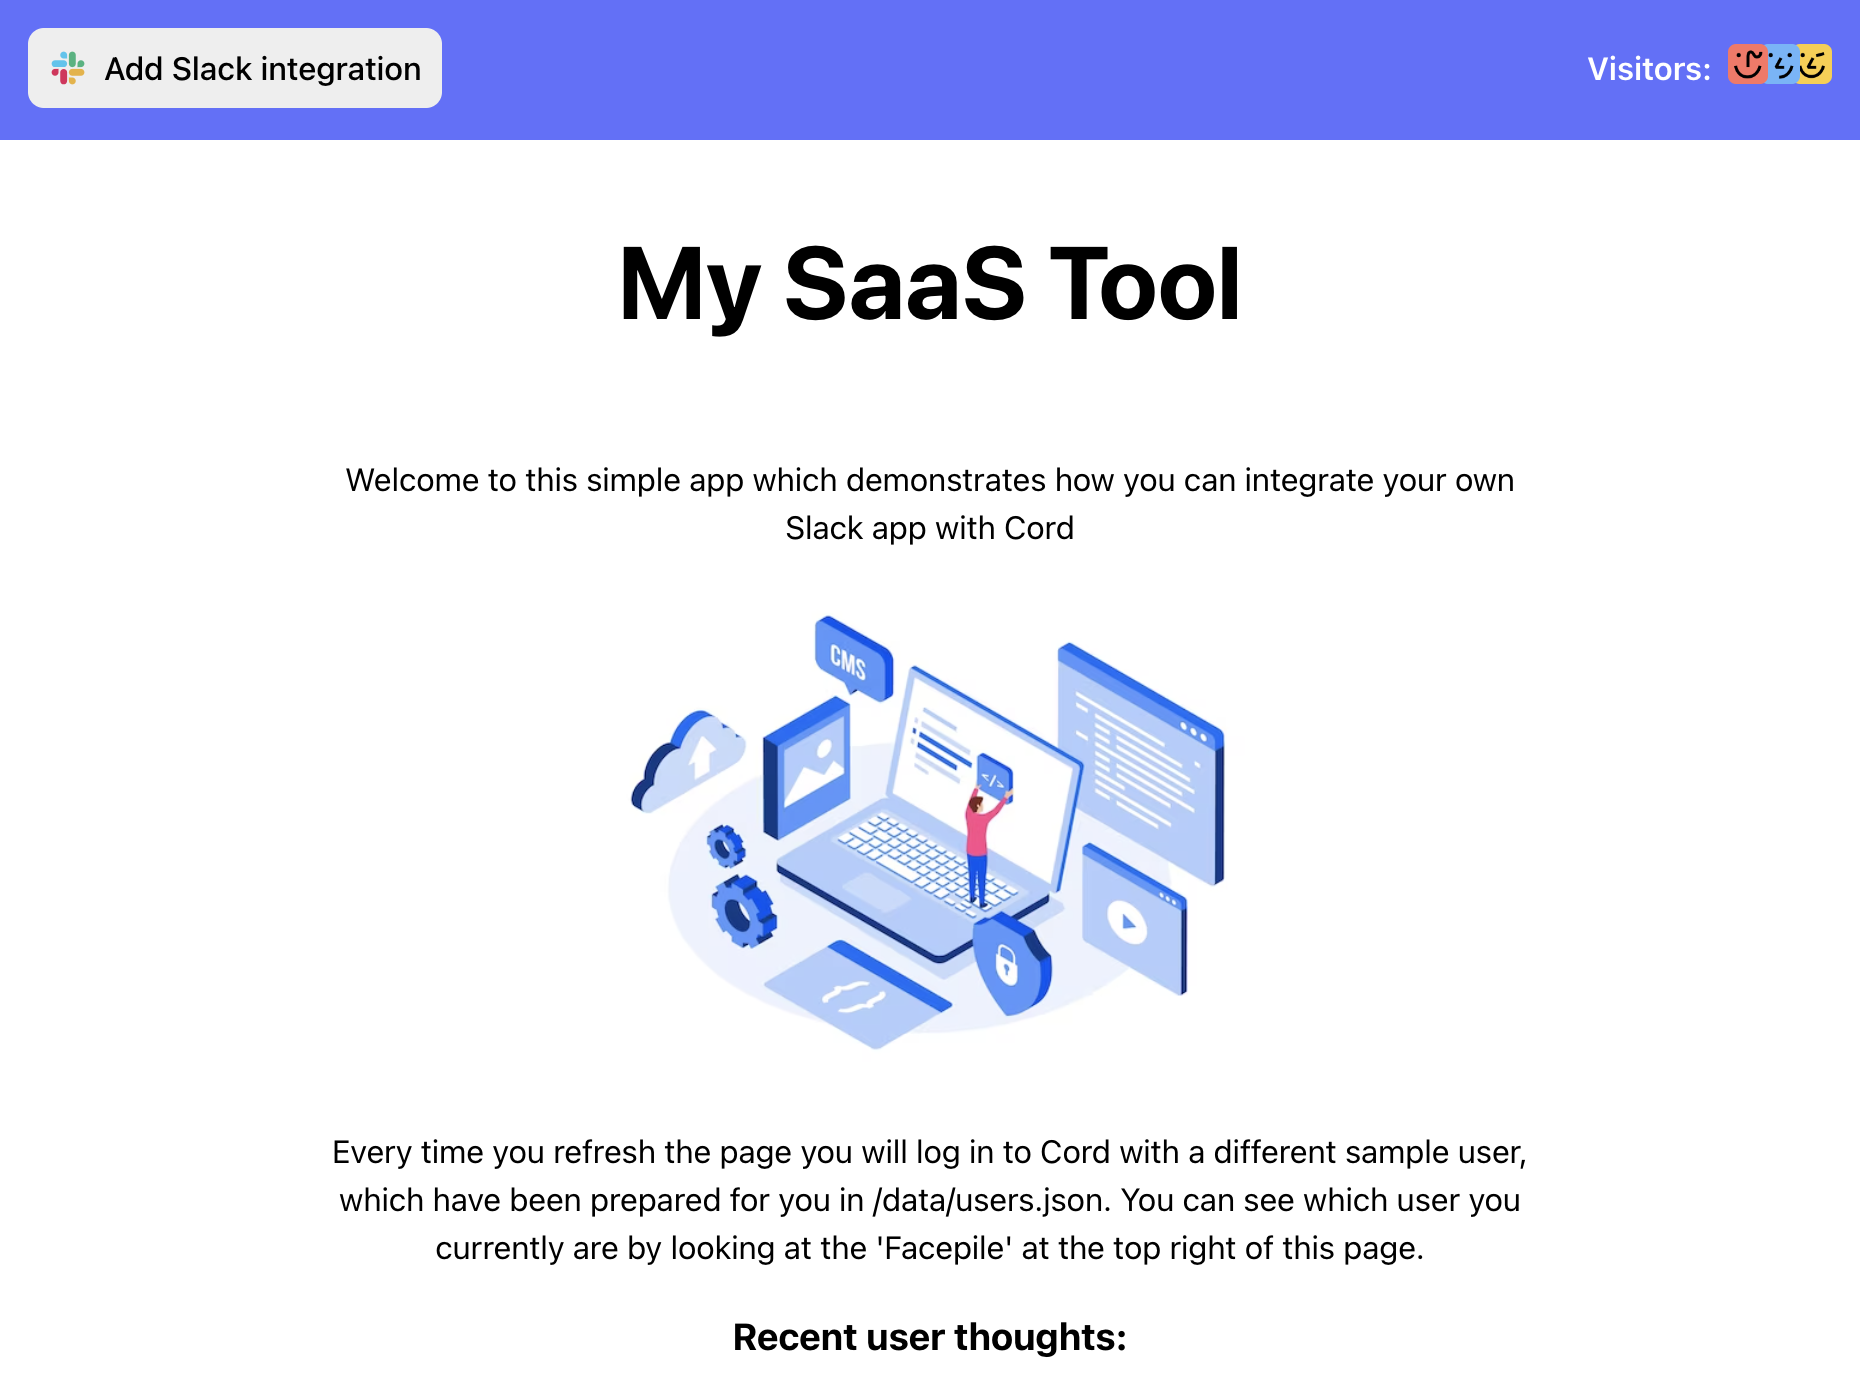 Add Slack integration
Visitors:
My SaaS Tool
Welcome to this simple app which demonstrates how you can integrate your own
Slack app with Cord
CMS
</>
{}
Every time you refresh the page you will log in to Cord with a different sample user,
which have been prepared for you in /data/users.json. You can see which user you
currently are by looking at the 'Facepile' at the top right of this page.
Recent user thoughts: